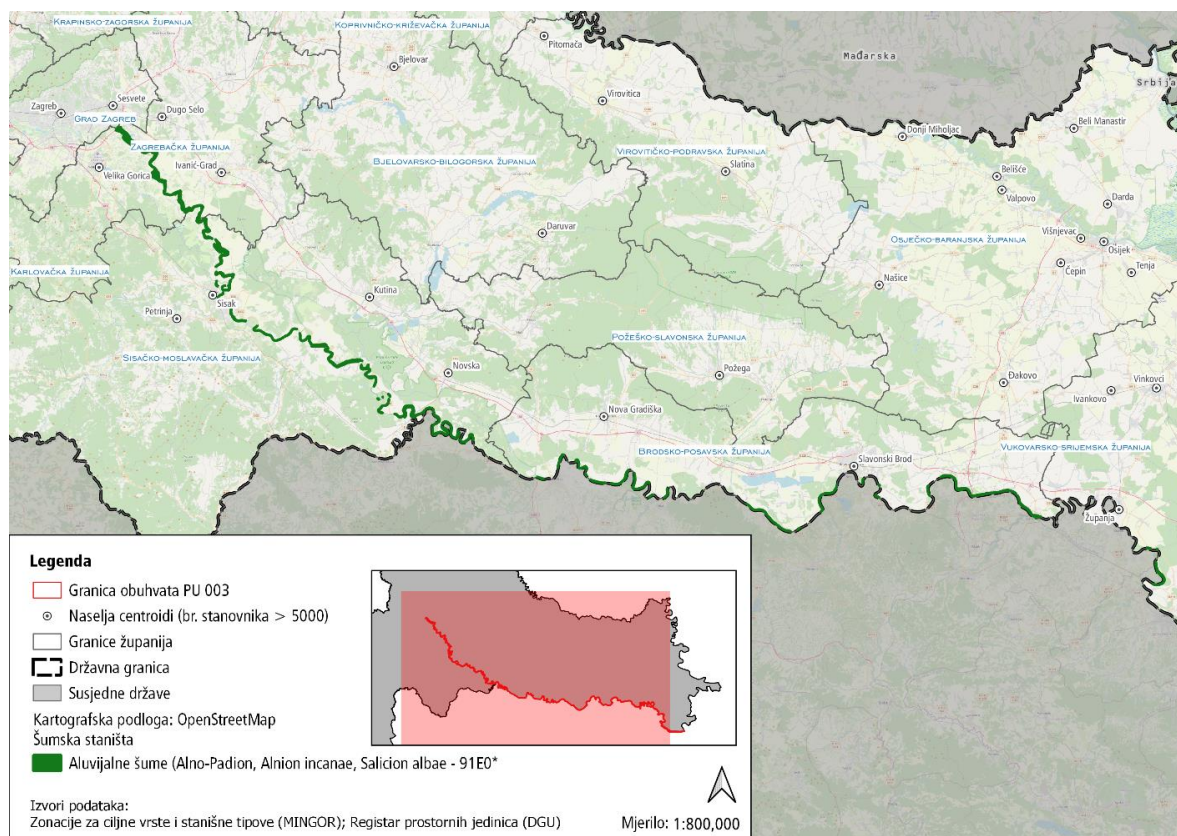 Krapinsko-zagorska županija
Koprivničko-križevačka županija
Pitomača
Mađarska
Bjelovar
Srbija
Zagreb
Sesvete
Virovitica
Dugo Selo
Grad Zagreb
Donji Miholjac
Beli Manastir
Zagrebačka županija
Virovitičko-podravska županija
Bjelovarsko-bilogorska županija
Velika Gorica
Ivanić-Grad
Slatina
Belišće
Valpovo
Darda
Daruvar
Višnjevac
Osječko-baranjska županija
Osijek
Čepin
Tenja
Karlovačka županija
Našice
Sisak
Kutina
Petrinja
Požeško-slavonska županija
Sisačko-moslavačka županija
Novska
Požega
Đakovo
Vinkovci
Ivankovo
Nova Gradiška
Brodsko-posavska županija
Vukovarsko-srijemska županija
Slavonski Brod
Županja
Legenda
Granica obuhvata PU 003
Naselja centroidi (br. stanovnika > 5000)
Granice županija
Državna granica
Susjedne države
Kartografska podloga: OpenStreetMap
Šumska staništa
Aluvijalne šume (Alno-Padion, Alnion incanae, Salicion albae - 91E0*
Izvori podataka:
Zonacije za ciljne vrste i stanišne tipove (MINGOR); Registar prostornih jedinica (DGU)
Mjerilo: 1:800,000